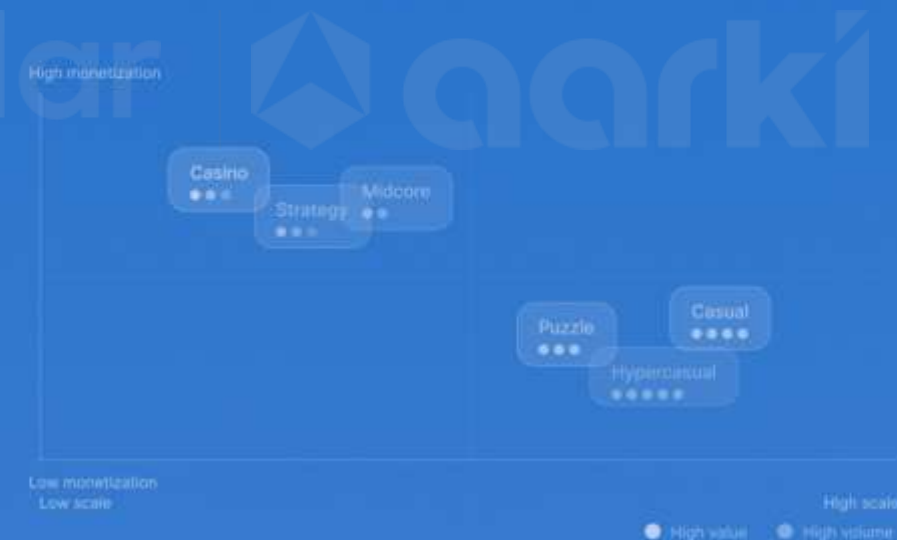 lar aarki
High monetization
Casino
Midcore
Strategy
Casual
Puzzle
Hypercasual
Low monetization
Low scale
High scale
High value
High volume